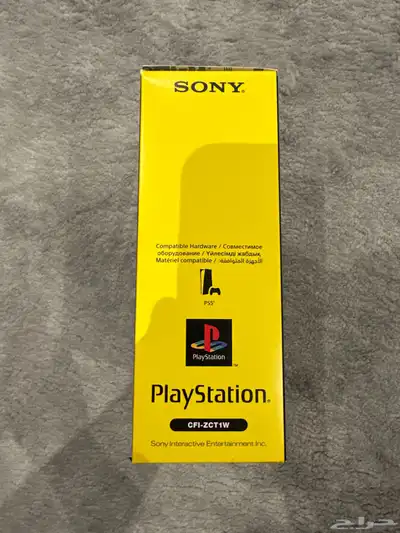 SONY
Compatible Hardware / Совместимое
оборудование / Үйлесімді жабдық
Matériel compatible / الأجهزة المتوافقة:
PS5
PlayStation
PlayStation
CFI-ZCT1W
Sony Interactive Entertainment Inc.
حراج